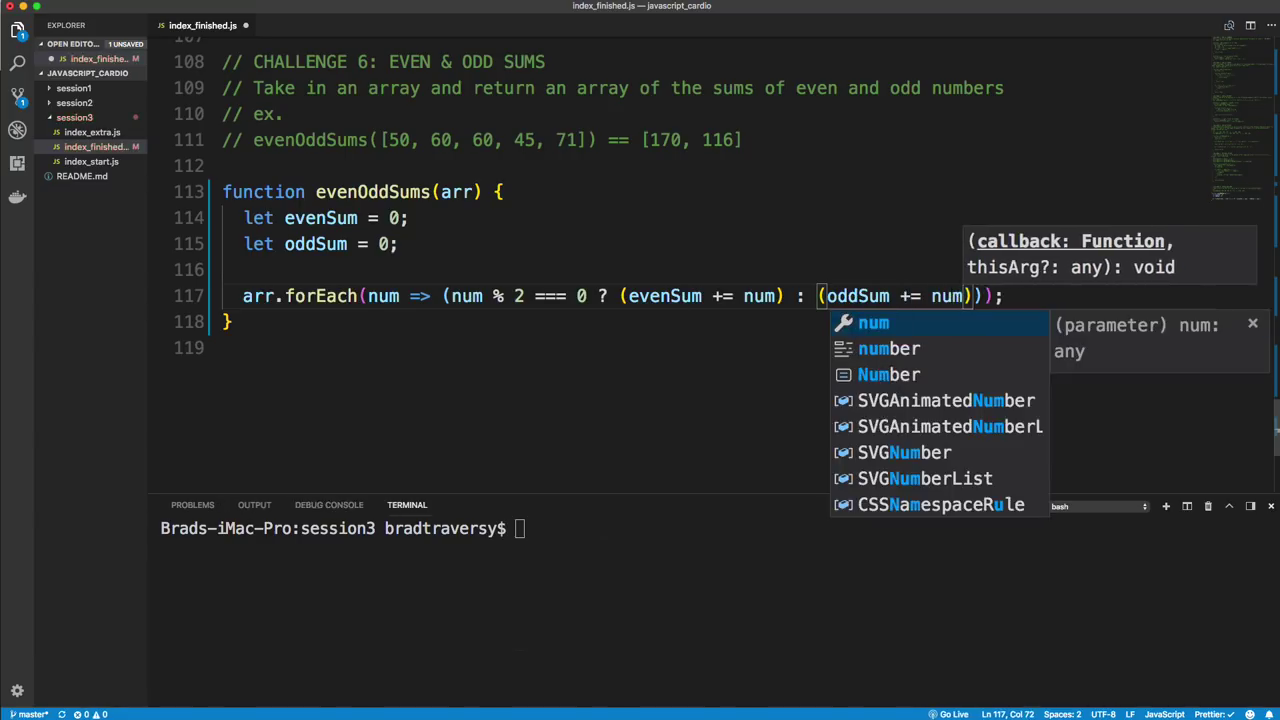 index_finished.js — javascript_cardio
EXPLORER
index_finished.js
OPEN EDITO... 1 UNSAVED
index_finishe... M
JAVASCRIPT_CARDIO
session1
session2
session3
index_extra.js
index_finished... M
index_start.js
README.md
1
1
107
108 // CHALLENGE 6: EVEN & ODD SUMS
109 // Take in an array and return an array of the sums of even and odd numbers
110 // ex.
111 // evenOddSums([50, 60, 60, 45, 71]) == [170, 116]
112
113 function evenOddSums(arr) {
114 let evenSum = 0;
115 let oddSum = 0;
116
117 arr.forEach(num => (num % 2 === 0 ? (evenSum += num) : (oddSum += num)));
118 }
119
(callback: Function,
thisArg?: any): void
num
number
Number
SVGAnimatedNumber
SVGAnimatedNumberL
SVGNumber
SVGNumberList
CSSNamespaceRule
(parameter) num:
any
PROBLEMS OUTPUT DEBUG CONSOLE TERMINAL
bash
Brads-iMac-Pro:session3 bradtraversy$
master* 0 0
Go Live Ln 117, Col 72 Spaces: 2 UTF-8 LF JavaScript Prettier: ✓